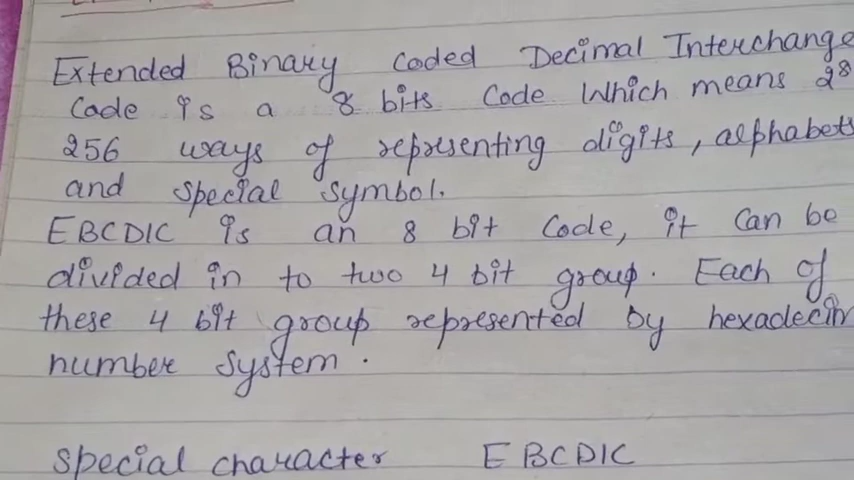 Extended Binary Coded Decimal Interchange
Code is a 8 bits Code Which means 2⁸
256 ways of representing digits, alphabets
and special symbol.
EBCDIC is an 8 bit Code, it Can be
divided in to two 4 bit group. Each of
these 4 bit group represented by hexadecim
number system.
special character EBCDIC